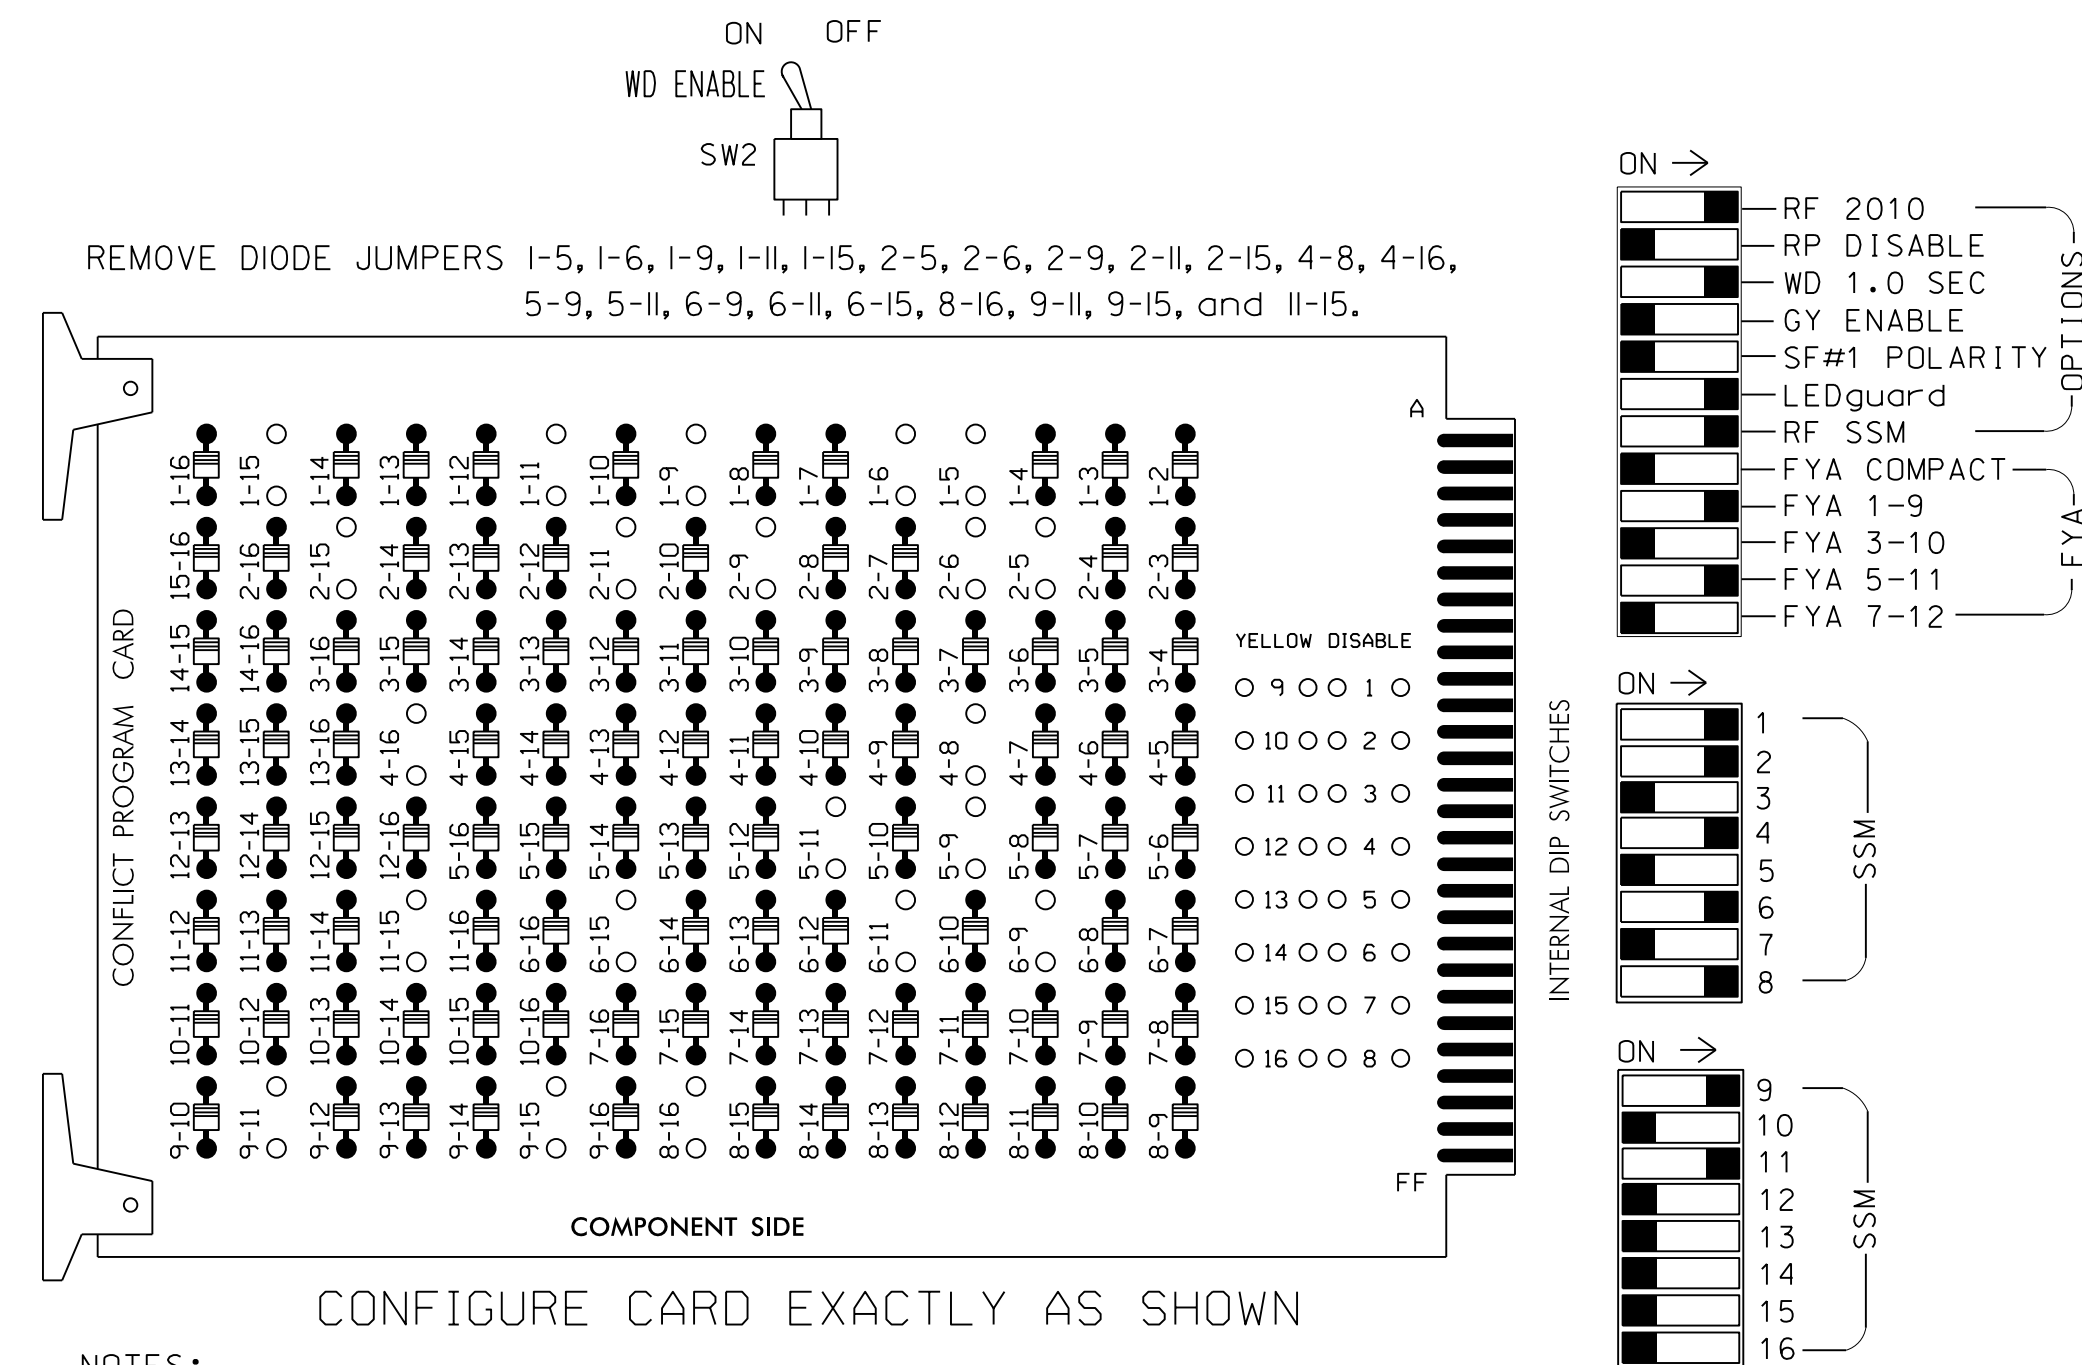 ON OFF
WD ENABLE
SW2
REMOVE DIODE JUMPERS 1-5, 1-6, 1-9, 1-11, 1-15, 2-5, 2-6, 2-9, 2-11, 2-15, 4-8, 4-16,
5-9, 5-11, 6-9, 6-11, 6-15, 8-16, 9-11, 9-15, and 11-15.
CONFLICT PROGRAM CARD
A
1-16 1-15 1-14 1-13 1-12 1-11 1-10 1-9 1-8 1-7 1-6 1-5 1-4 1-3 1-2
15-16 2-16 2-15 2-14 2-13 2-12 2-11 2-10 2-9 2-8 2-7 2-6 2-5 2-4 2-3
14-15 14-16 3-16 3-15 3-14 3-13 3-12 3-11 3-10 3-9 3-8 3-7 3-6 3-5 3-4
13-14 13-15 13-16 4-16 4-15 4-14 4-13 4-12 4-11 4-10 4-9 4-8 4-7 4-6 4-5
12-13 12-14 12-15 12-16 5-16 5-15 5-14 5-13 5-12 5-11 5-10 5-9 5-8 5-7 5-6
11-12 11-13 11-14 11-15 11-16 6-16 6-15 6-14 6-13 6-12 6-11 6-10 6-9 6-8 6-7
10-11 10-12 10-13 10-14 10-15 10-16 7-16 7-15 7-14 7-13 7-12 7-11 7-10 7-9 7-8
9-10 9-11 9-12 9-13 9-14 9-15 9-16 8-16 8-15 8-14 8-13 8-12 8-11 8-10 8-9
YELLOW DISABLE
9 1
10 2
11 3
12 4
13 5
14 6
15 7
16 8
FF
COMPONENT SIDE
CONFIGURE CARD EXACTLY AS SHOWN
NOTES:
INTERNAL DIP SWITCHES
ON
RF 2010
RP DISABLE
WD 1.0 SEC
GY ENABLE
SF#1 POLARITY
LEDguard
RF SSM
OPTIONS
FYA COMPACT
FYA 1-9
FYA 3-10
FYA 5-11
FYA 7-12
FYA
ON
1
2
3
4
5
6
7
8
SSM
ON
9
10
11
12
13
14
15
16
SSM